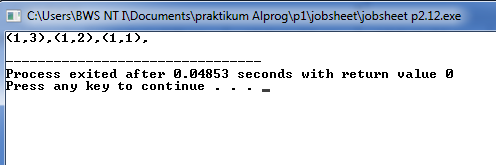 C:\Users\BWS NT I\Documents\praktikum Alprog\p1\jobsheet\jobsheet p2.12.exe
(1,3),(1,2),(1,1),
--------------------------------
Process exited after 0.04853 seconds with return value 0
Press any key to continue . . . _